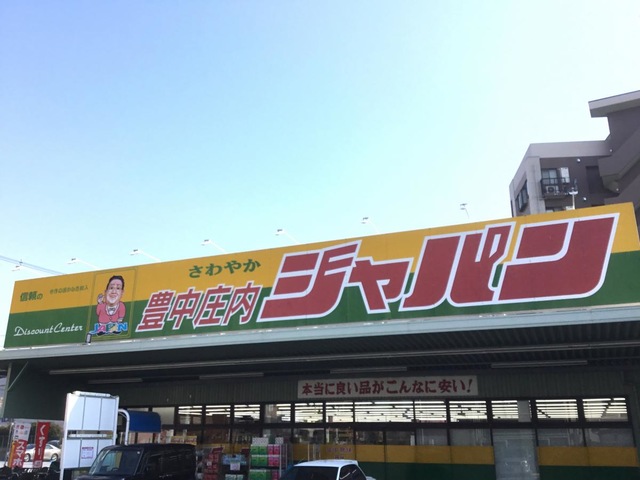 信頼の
Discount Center
JAPAN
さわやか
豊中庄内
ジャパン
本当に良い品がこんなに安い!